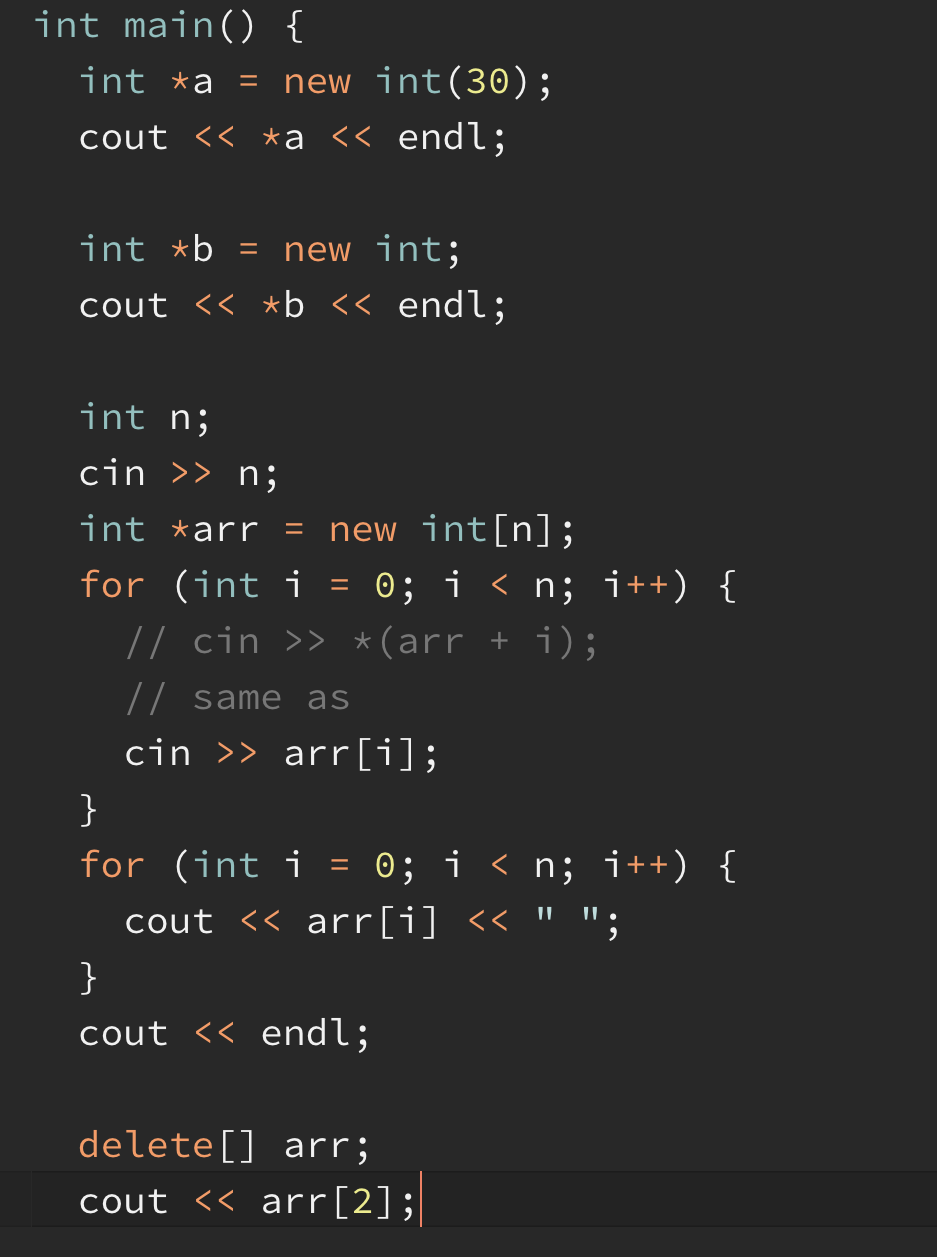 int main() {
int *a = new int(30);
cout << *a << endl;
int *b = new int;
cout << *b << endl;
int n;
cin >> n;
int *arr = new int[n];
for (int i = 0; i < n; i++) {
// cin >> *(arr + i);
// same as
cin >> arr[i];
}
for (int i = 0; i < n; i++) {
cout << arr[i] << " ";
}
cout << endl;
delete[] arr;
cout << arr[2];